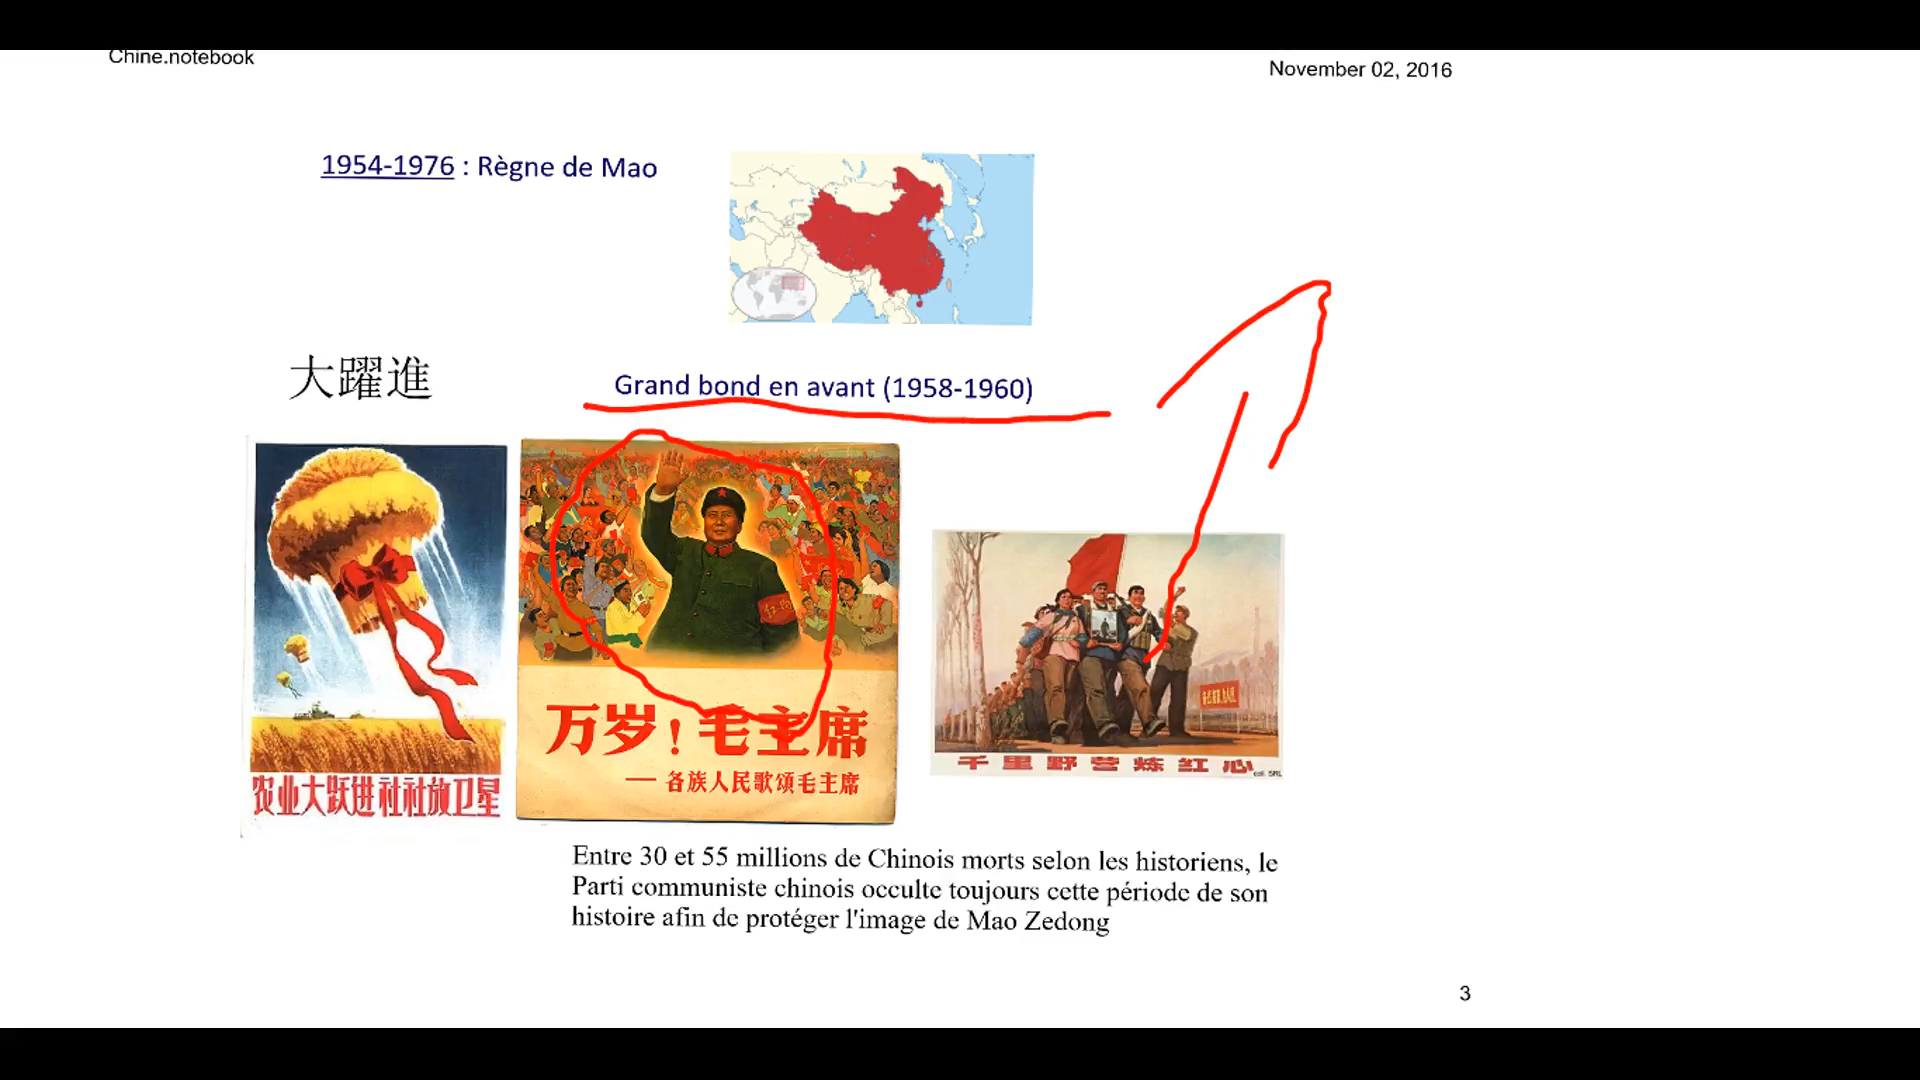 Chine.notebook
November 02, 2016
1954-1976 : Règne de Mao
大躍進
Grand bond en avant (1958-1960)
农业大跃进社社放卫星
万岁！毛主席
—— 各族人民歌颂毛主席
千里野营炼红心
coll. SRL
Entre 30 et 55 millions de Chinois morts selon les historiens, le
Parti communiste chinois occulte toujours cette période de son
histoire afin de protéger l'image de Mao Zedong
3